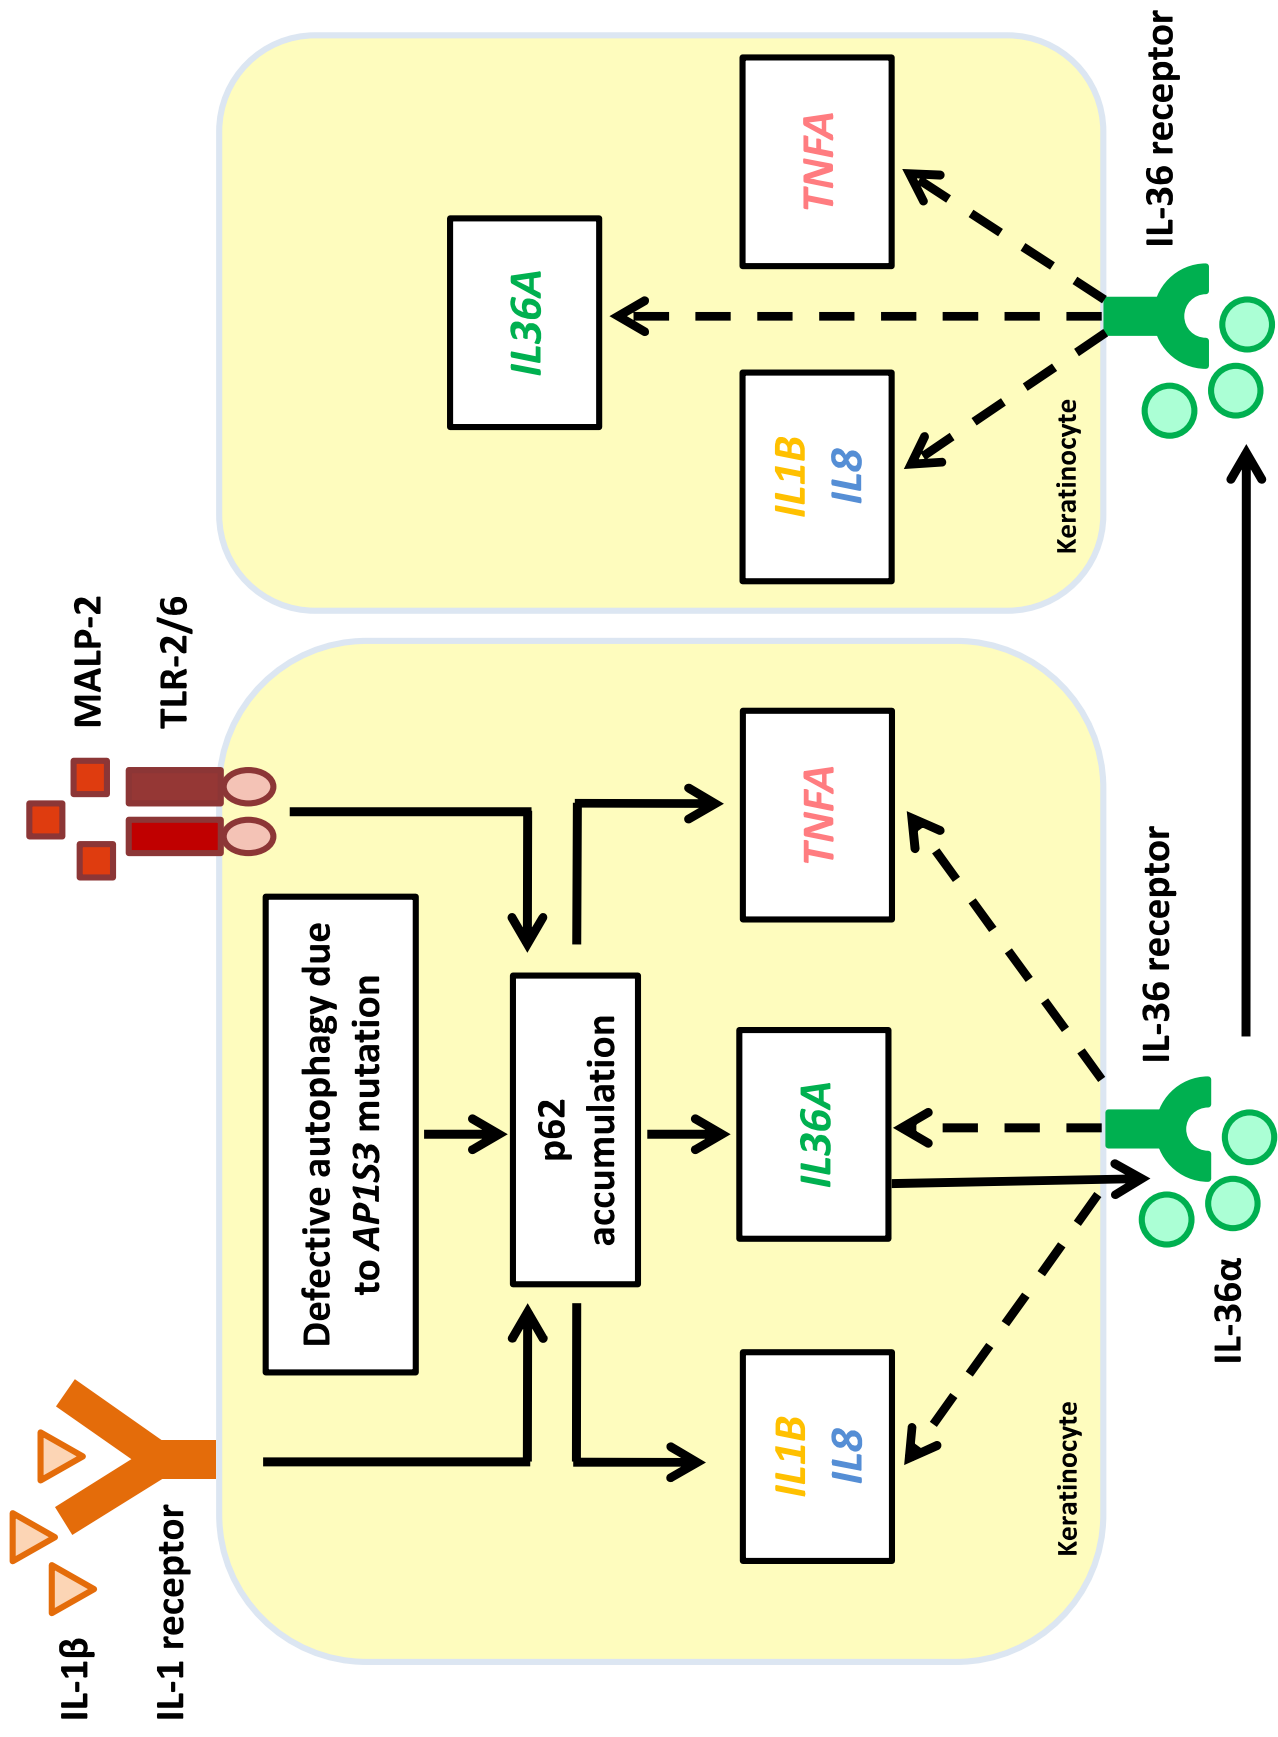 IL-1β
IL-1 receptor
MALP-2
TLR-2/6
Defective autophagy due
to AP1S3 mutation
p62
accumulation
IL1B
IL8
IL36A
TNFA
Keratinocyte
IL-36α
IL-36 receptor
IL36A
IL1B
IL8
TNFA
Keratinocyte
IL-36 receptor